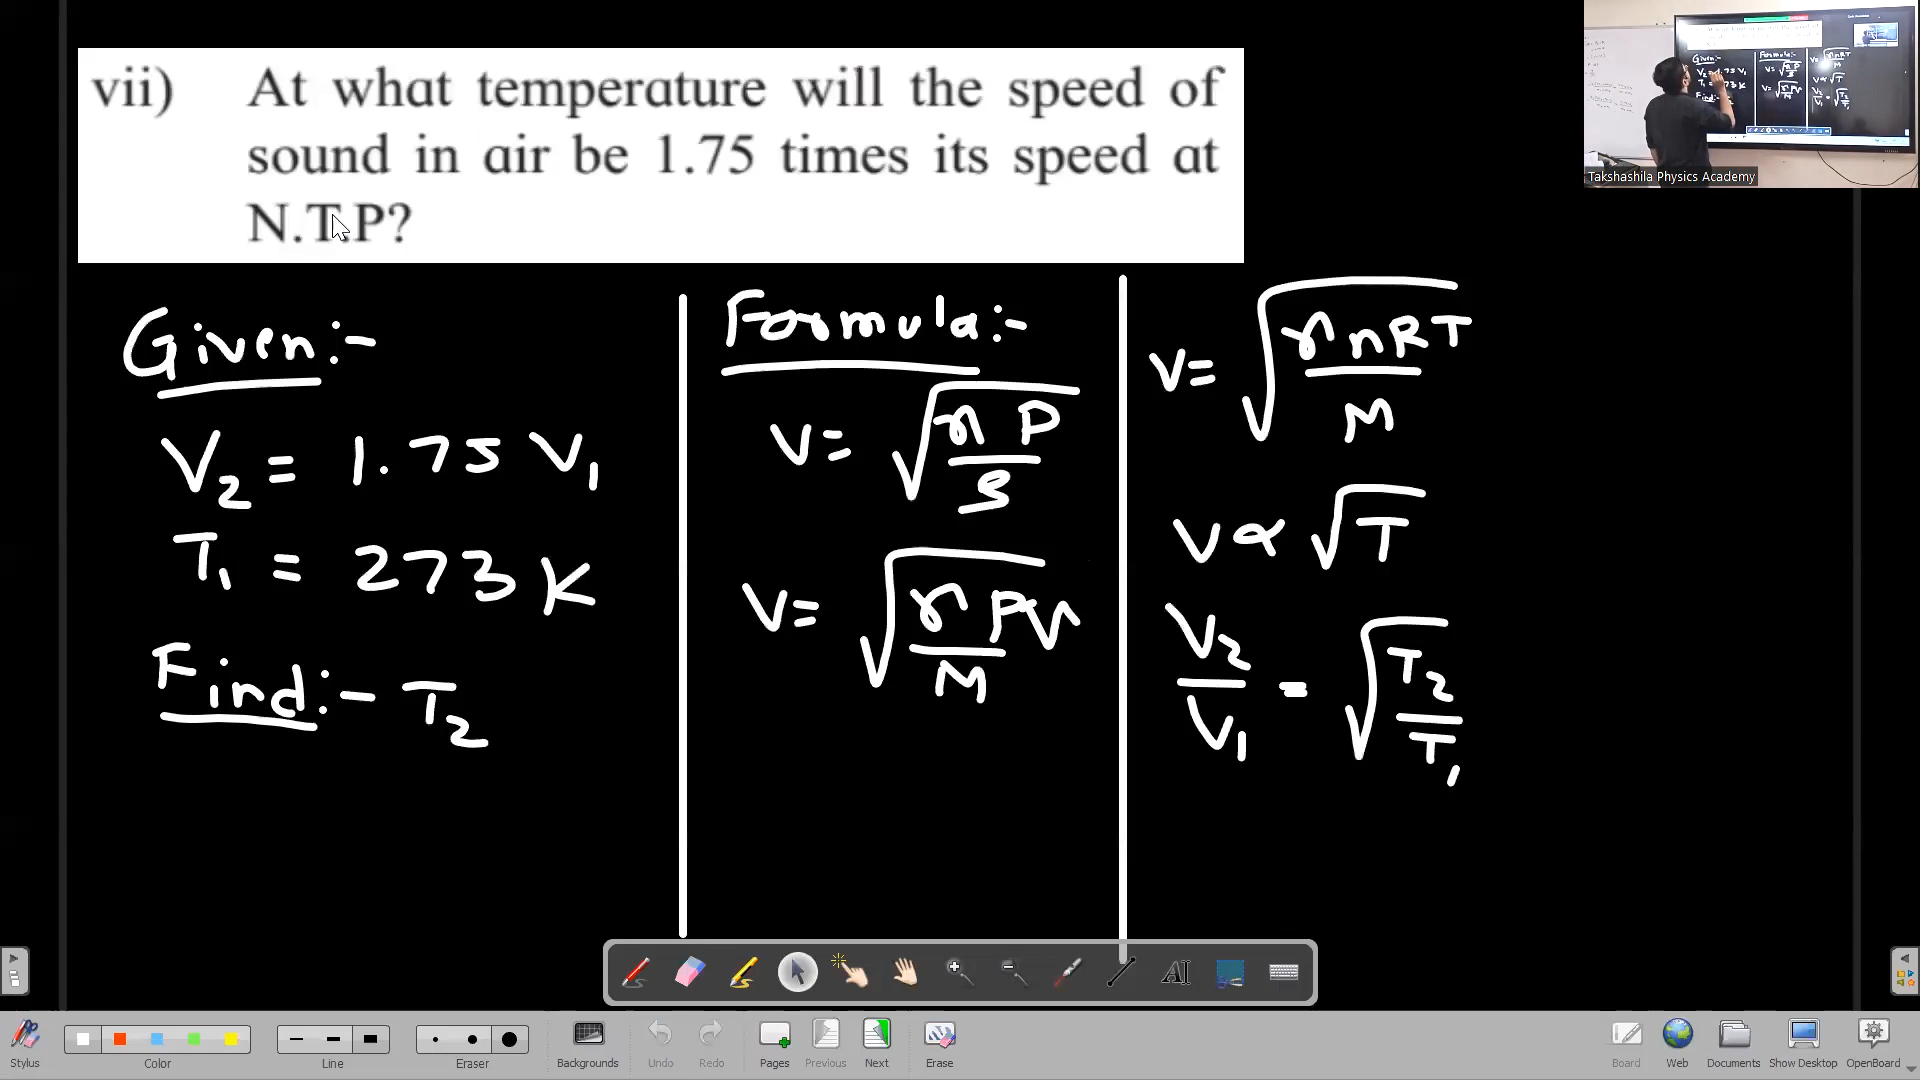 vii) At what temperature will the speed of
sound in air be 1.75 times its speed at
N.T.P?
Given:-
V₂ = 1.75 V₁
T₁ = 273 K
Find:- T₂
Formula:-
V = √(γP/ρ)
V = √(γPV/M)
V = √(γnRT/M)
V ∝ √T
V₂/V₁ = √(T₂/T₁)
Takshashila Physics Academy
Stylus
Color
Line
Eraser
Backgrounds
Undo
Redo
Pages
Previous
Next
Erase
Board
Web
Documents
Show Desktop
OpenBoard